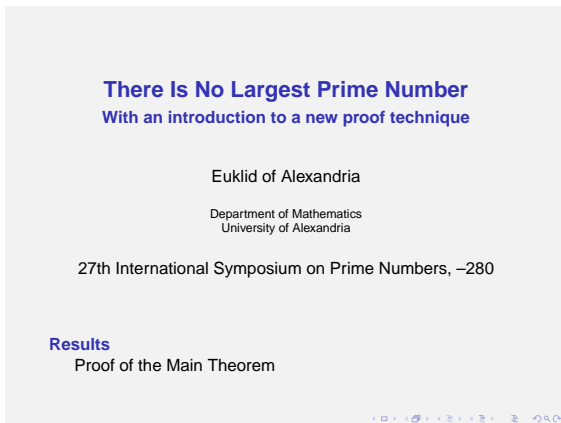 There Is No Largest Prime Number
With an introduction to a new proof technique
Euklid of Alexandria
Department of Mathematics
University of Alexandria
27th International Symposium on Prime Numbers, –280
Results
Proof of the Main Theorem